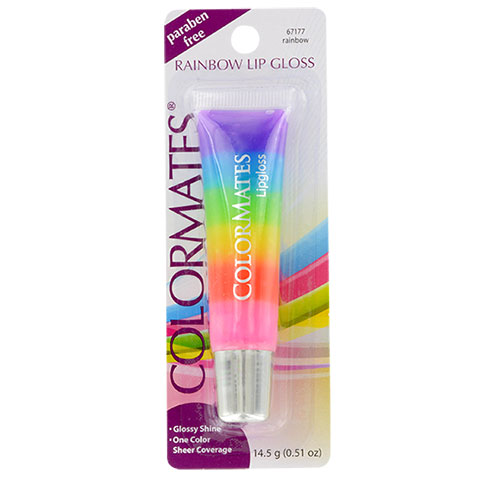 paraben
free
67177
rainbow
RAINBOW LIP GLOSS
COLORMATES®
COLORMATES
Lipgloss
• Glossy Shine
• One Color
Sheer Coverage
14.5 g (0.51 oz)